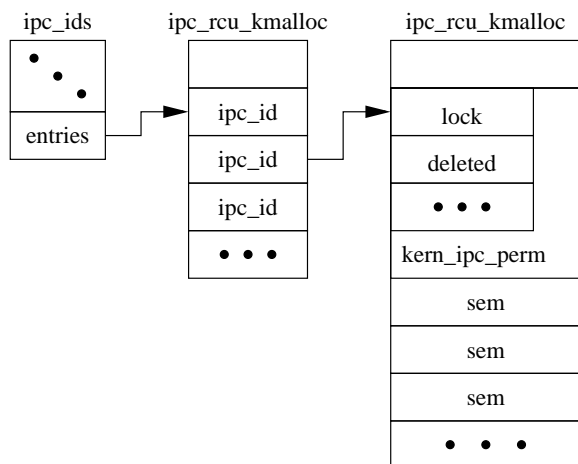 ipc_ids
entries
ipc_rcu_kmalloc
ipc_id
ipc_id
ipc_id
ipc_rcu_kmalloc
lock
deleted
kern_ipc_perm
sem
sem
sem